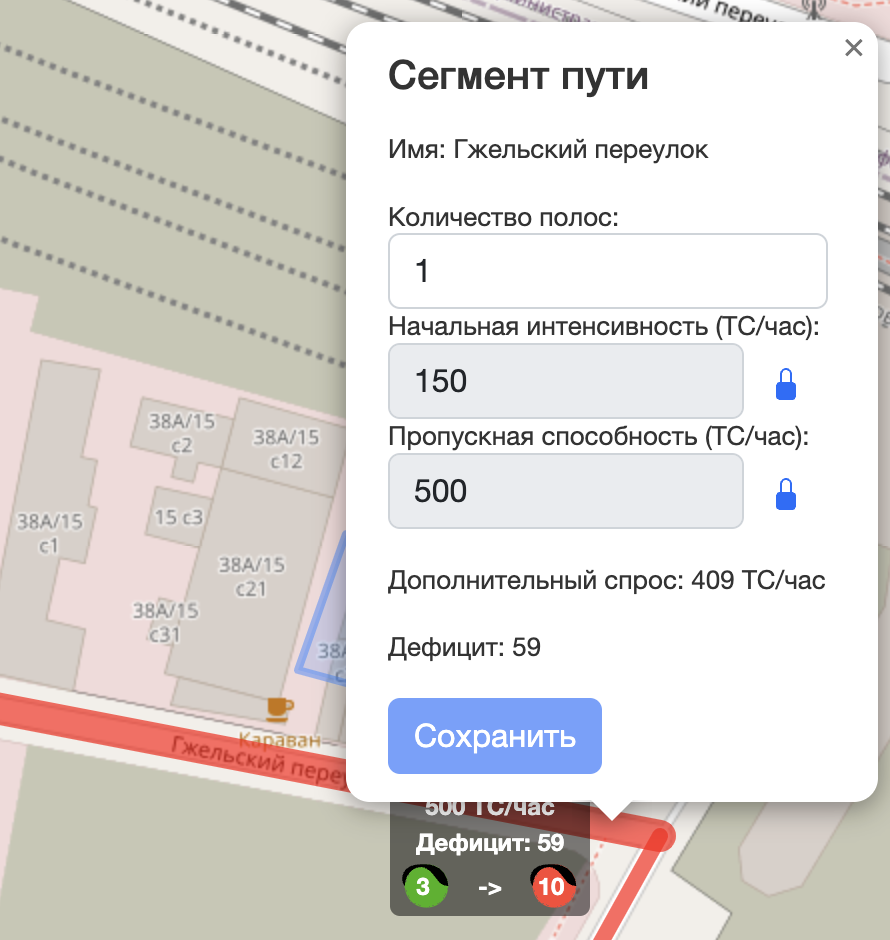 Сегмент пути
Имя: Гжельский переулок
Количество полос:
1
Начальная интенсивность (ТС/час):
150
Пропускная способность (ТС/час):
500
Дополнительный спрос: 409 ТС/час
Дефицит: 59
Сохранить
38А/15
с2
38А/15
с12
38А/15
с1
15 с3
38А/15
с21
38А/15
с31
Караван
Гжельский
500 ТС/час
Дефицит: 59
3 -> 10